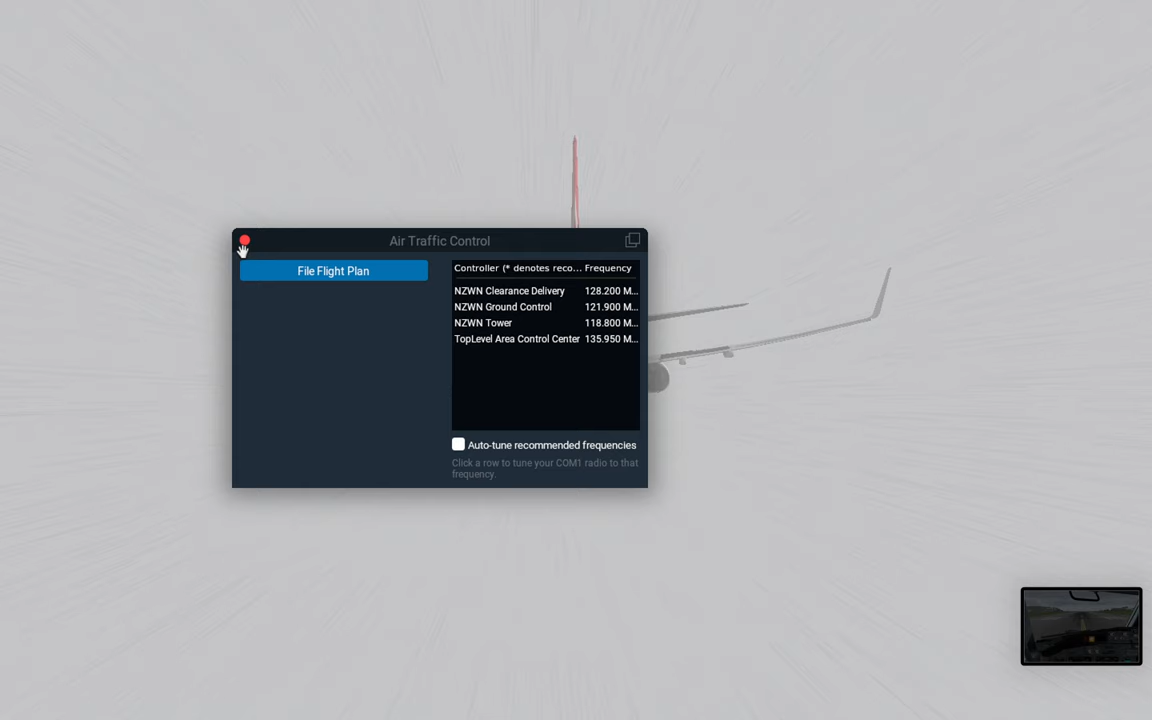 Air Traffic Control
File Flight Plan
Controller (* denotes reco... Frequency
NZWN Clearance Delivery 128.200 M...
NZWN Ground Control 121.900 M...
NZWN Tower 118.800 M...
TopLevel Area Control Center 135.950 M...
Auto-tune recommended frequencies
Click a row to tune your COM1 radio to that
frequency.